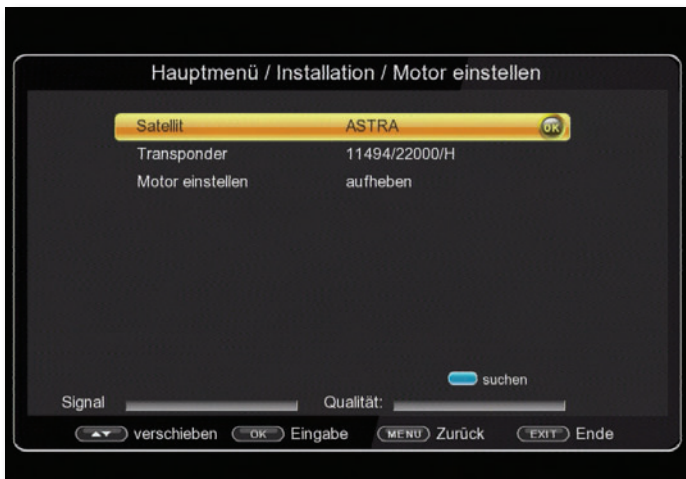 Hauptmenü / Installation / Motor einstellen
Satellit ASTRA OK
Transponder 11494/22000/H
Motor einstellen aufheben
suchen
Signal Qualität:
verschieben OK Eingabe MENU Zurück EXIT Ende